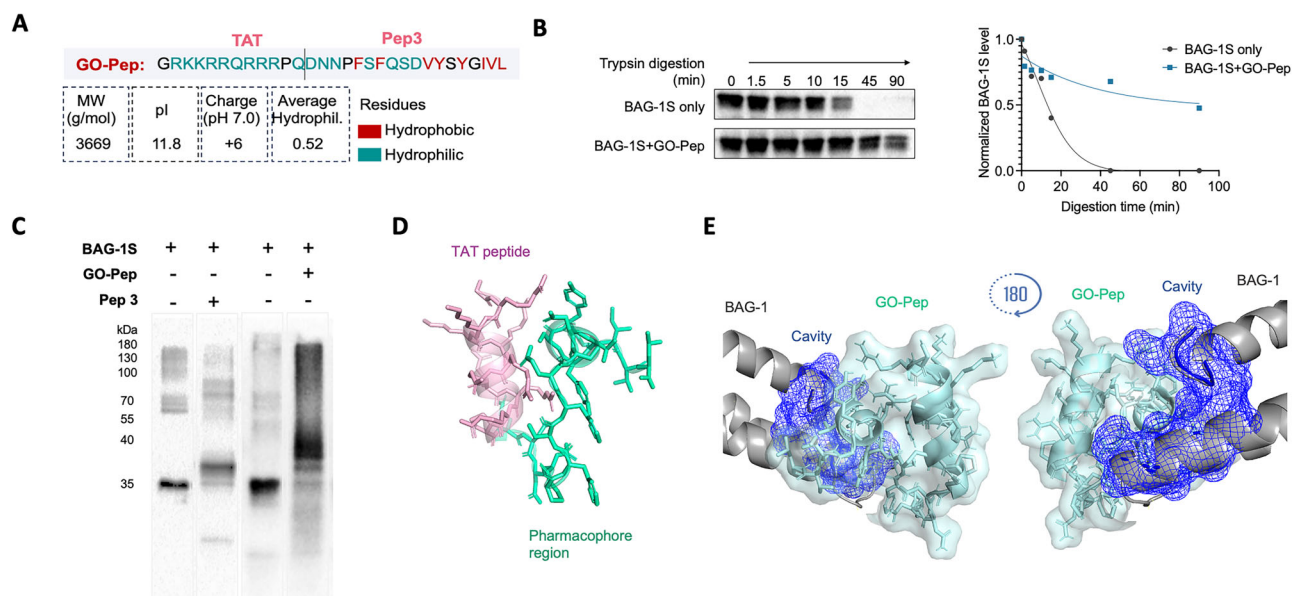 A
TAT Pep3
GO-Pep: GRKKRRQRRRPQDNNPFSFQSDVYSYGIVL
MW
(g/mol)
3669
pI
11.8
Charge
(pH 7.0)
+6
Average
Hydrophil.
0.52
Residues
Hydrophobic
Hydrophilic
B
Trypsin digestion
(min)
0 1.5 5 10 15 45 90
BAG-1S only
BAG-1S+GO-Pep
Normalized BAG-1S level
1.0
0.5
0.0
0 20 40 60 80 100
Digestion time (min)
BAG-1S only
BAG-1S+GO-Pep
C
BAG-1S + + + +
GO-Pep - - - +
Pep 3 - + - -
kDa
180
130
100
70
55
40
35
D
TAT peptide
Pharmacophore
region
E
BAG-1
Cavity
GO-Pep
180
GO-Pep
Cavity
BAG-1